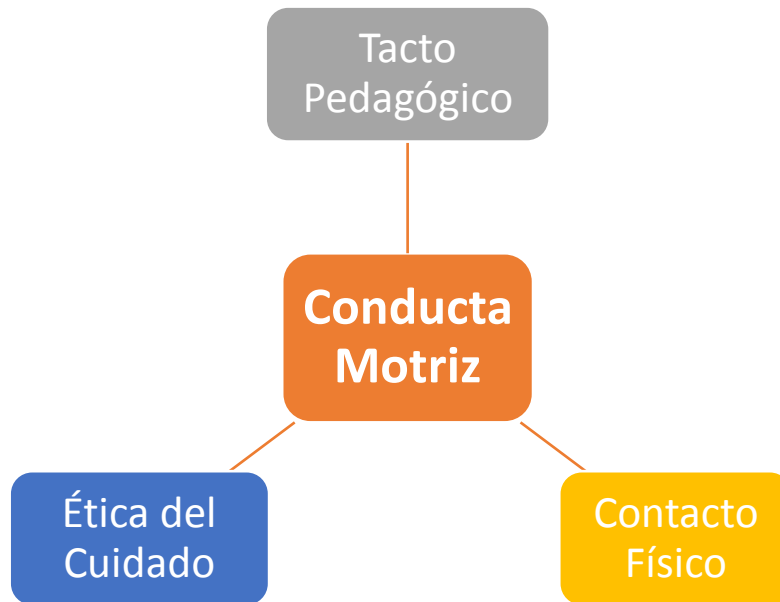 Tacto
Pedagógico
Conducta
Motriz
Ética del
Cuidado
Contacto
Físico